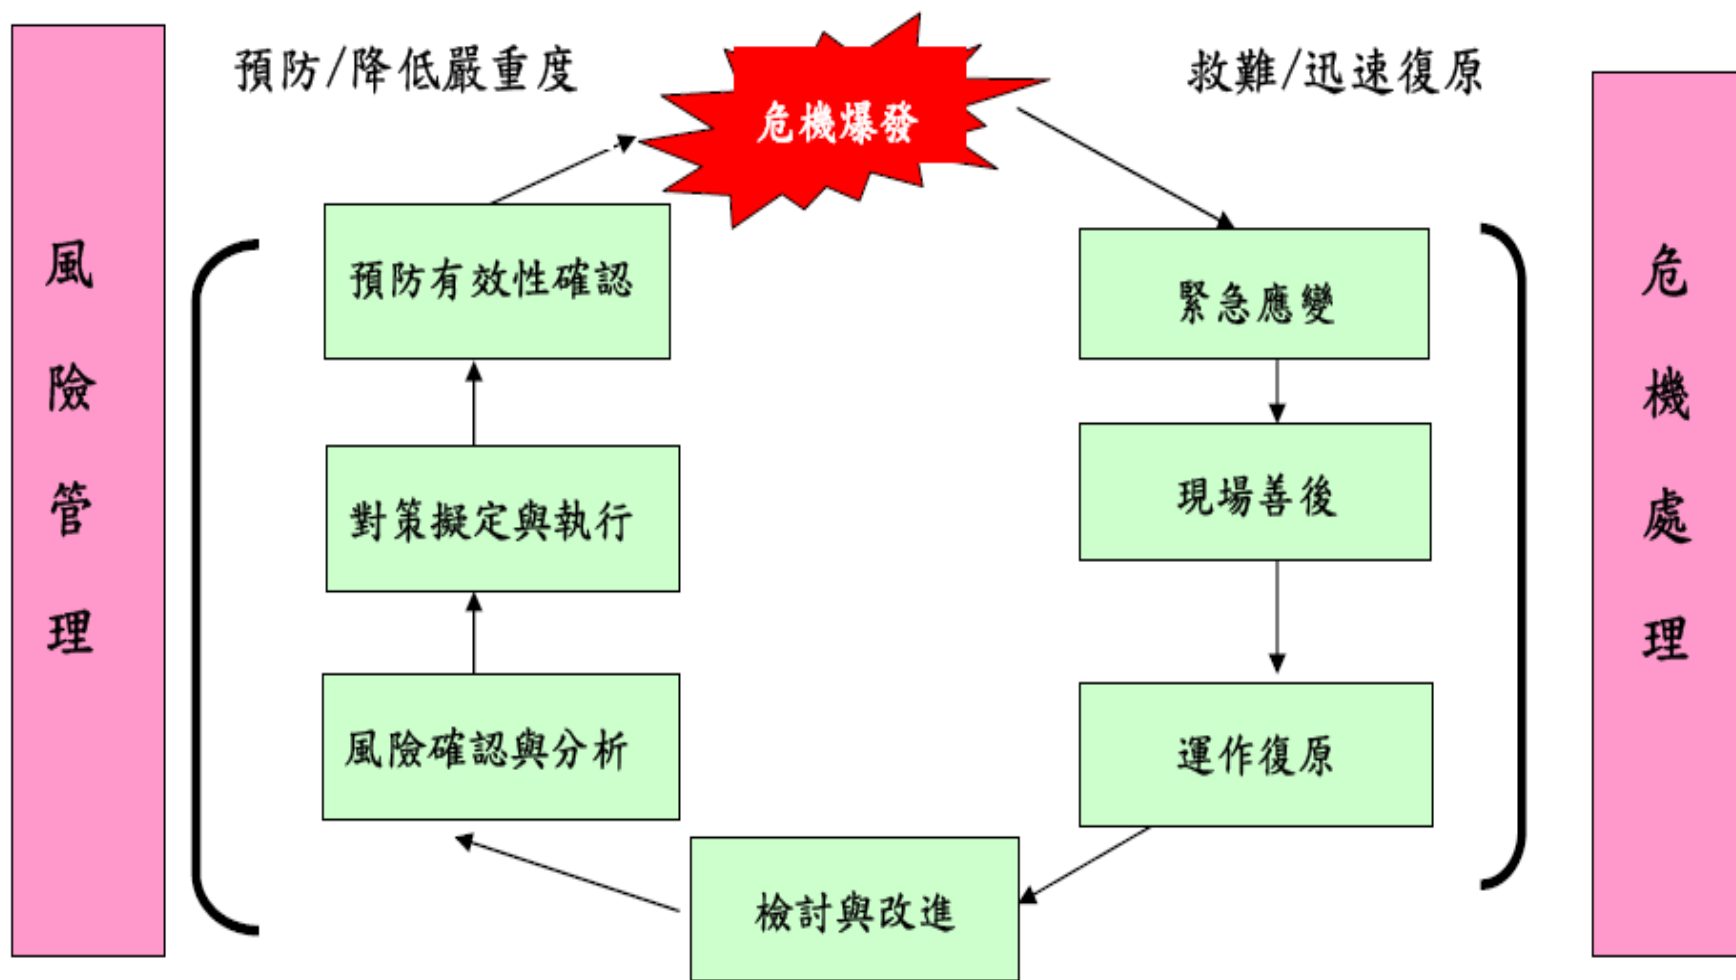 預防/降低嚴重度
危機爆發
救難/迅速復原
風險管理
預防有效性確認
對策擬定與執行
風險確認與分析
緊急應變
現場善後
運作復原
檢討與改進
危機處理